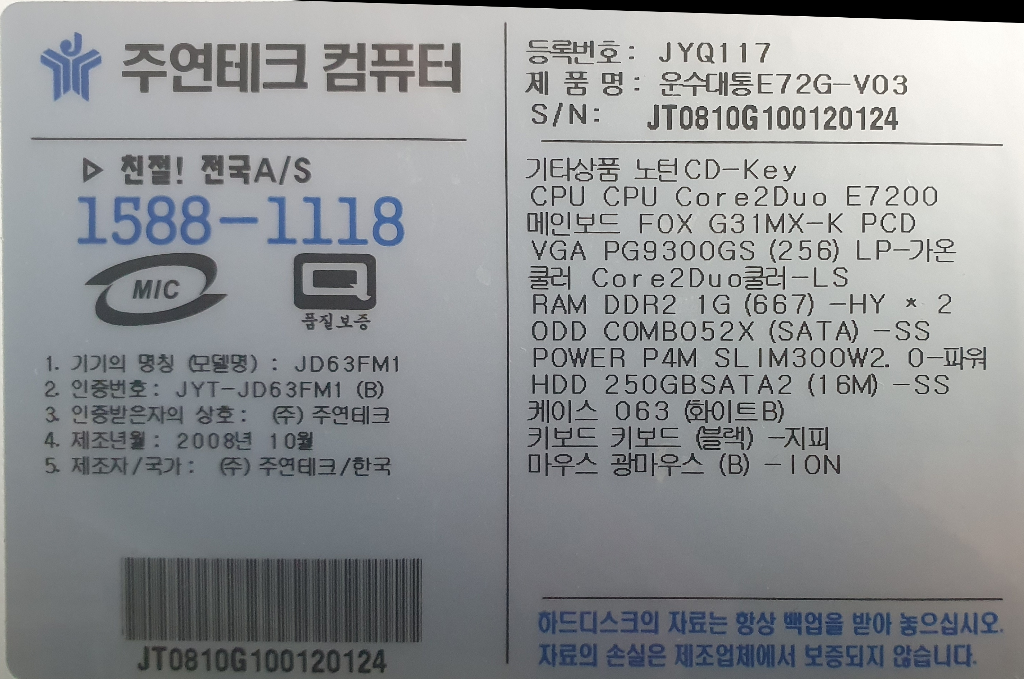 주연테크 컴퓨터
▷ 친절! 전국A/S
1588-1118
MIC
품질보증
1. 기기의 명칭 (모델명) : JD63FM1
2. 인증번호 : JYT-JD63FM1 (B)
3. 인증받은자의 상호 : (주) 주연테크
4. 제조년월 : 2008년 10월
5. 제조자/국가 : (주) 주연테크/한국
JT0810G100120124
등록번호 : JYQ117
제 품 명 : 운수대통E72G-V03
S/N: JT0810G100120124
기타상품 노턴CD-Key
CPU CPU Core2Duo E7200
메인보드 FOX G31MX-K PCD
VGA PG9300GS (256) LP-가온
쿨러 Core2Duo쿨러-LS
RAM DDR2 1G (667) -HY * 2
ODD COMBO52X (SATA) -SS
POWER P4M SLIM300W2. 0-파워
HDD 250GBSATA2 (16M) -SS
케이스 063 (화이트B)
키보드 키보드 (블랙) -지피
마우스 광마우스 (B) -ION
하드디스크의 자료는 항상 백업을 받아 놓으십시오.
자료의 손실은 제조업체에서 보증되지 않습니다.